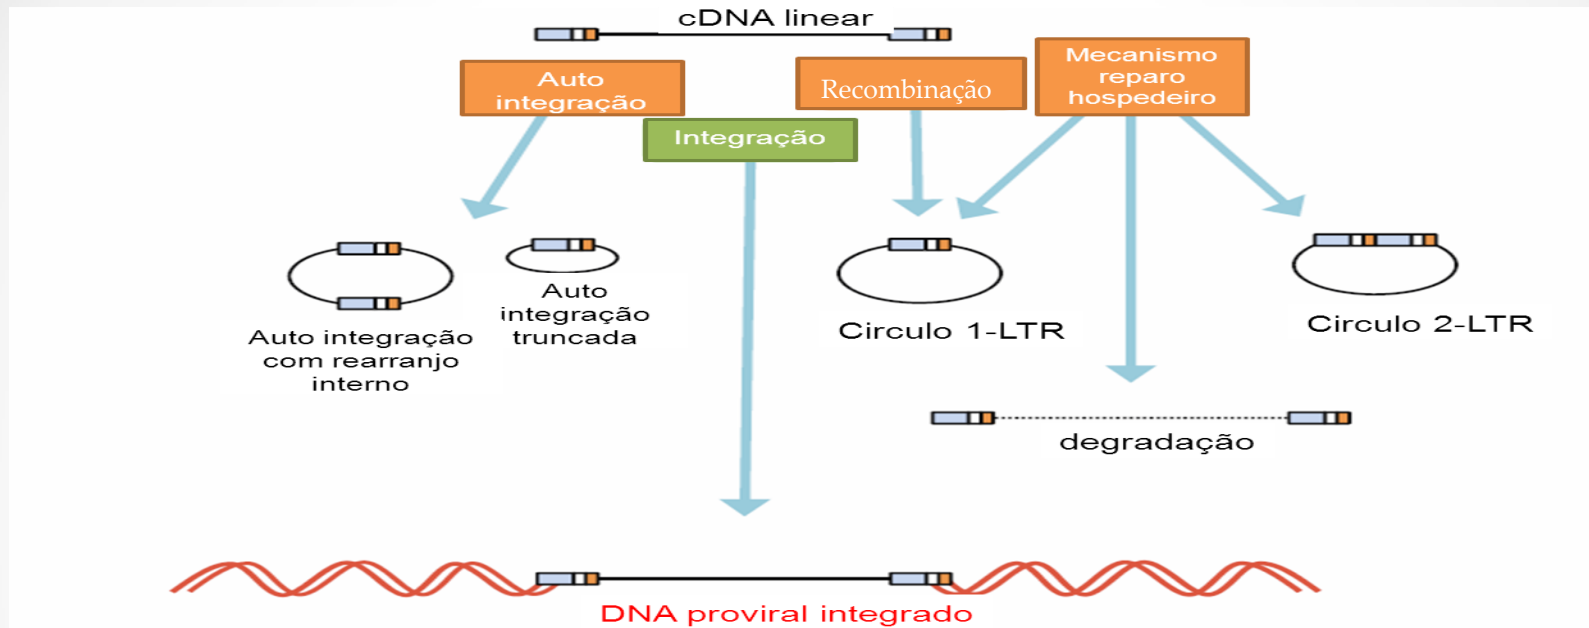 cDNA linear
Auto
integração
Integração
Recombinação
Mecanismo
reparo
hospedeiro
Auto integração
com rearranjo
interno
Auto
integração
truncada
Circulo 1-LTR
Circulo 2-LTR
degradação
DNA proviral integrado